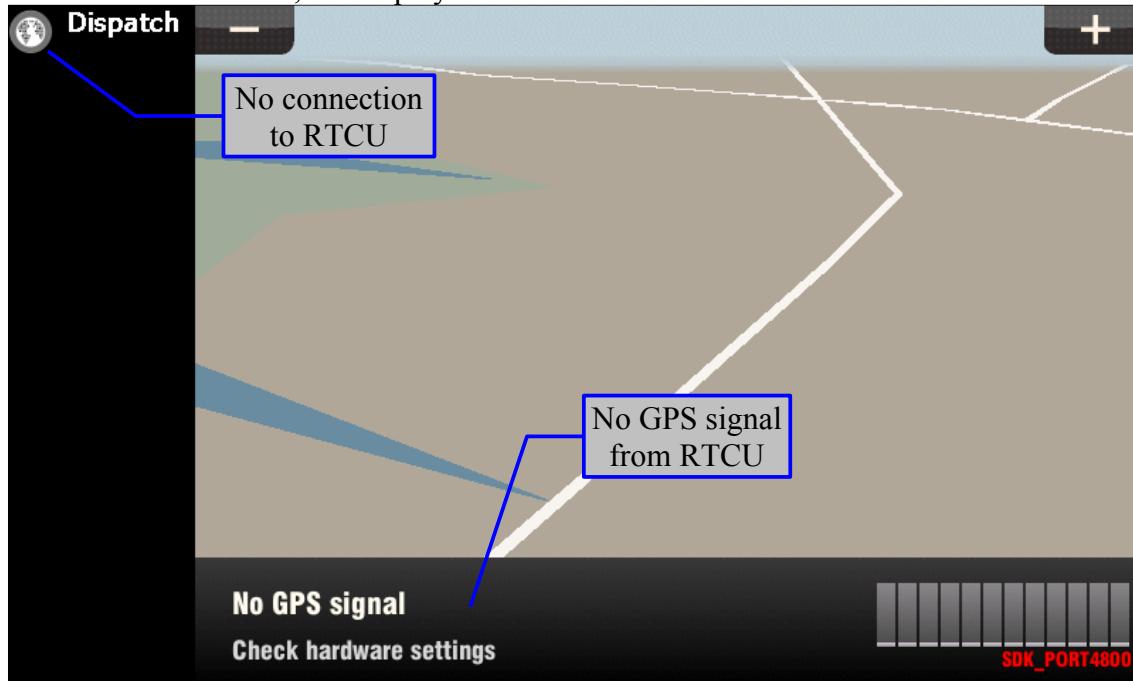 Dispatch
−
+
No connection
to RTCU
No GPS signal
from RTCU
No GPS signal
Check hardware settings
SDK_PORT4800